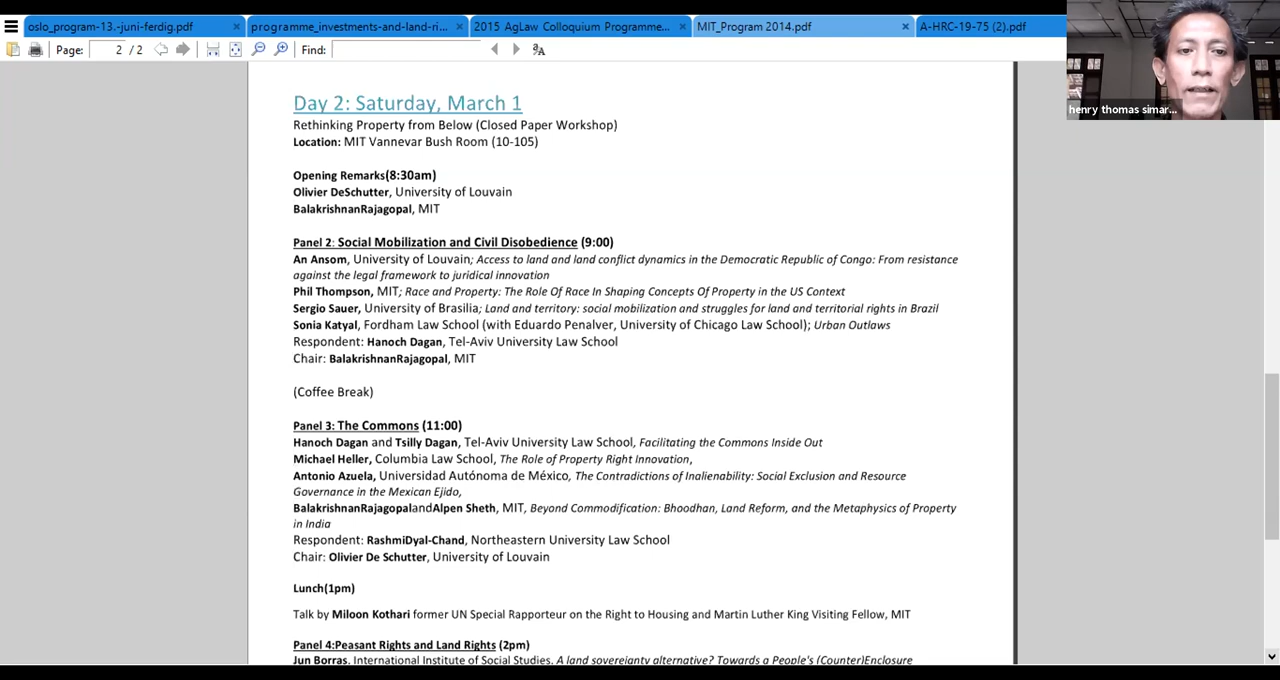 oslo_program-13.-juni-ferdig.pdf × programme_investments-and-land-ri... × 2015 AgLaw Colloquium Programme... × MIT_Program 2014.pdf × A-HRC-19-75 (2).pdf
Page: 2 / 2 Find:
henry thomas simar...
Day 2: Saturday, March 1
Rethinking Property from Below (Closed Paper Workshop)
Location: MIT Vannevar Bush Room (10-105)
Opening Remarks(8:30am)
Olivier DeSchutter, University of Louvain
BalakrishnanRajagopal, MIT
Panel 2: Social Mobilization and Civil Disobedience (9:00)
An Ansom, University of Louvain; Access to land and land conflict dynamics in the Democratic Republic of Congo: From resistance
against the legal framework to juridical innovation
Phil Thompson, MIT; Race and Property: The Role Of Race In Shaping Concepts Of Property in the US Context
Sergio Sauer, University of Brasilia; Land and territory: social mobilization and struggles for land and territorial rights in Brazil
Sonia Katyal, Fordham Law School (with Eduardo Penalver, University of Chicago Law School); Urban Outlaws
Respondent: Hanoch Dagan, Tel-Aviv University Law School
Chair: BalakrishnanRajagopal, MIT
(Coffee Break)
Panel 3: The Commons (11:00)
Hanoch Dagan and Tsilly Dagan, Tel-Aviv University Law School, Facilitating the Commons Inside Out
Michael Heller, Columbia Law School, The Role of Property Right Innovation,
Antonio Azuela, Universidad Autónoma de México, The Contradictions of Inalienability: Social Exclusion and Resource
Governance in the Mexican Ejido,
BalakrishnanRajagopalandAlpen Sheth, MIT, Beyond Commodification: Bhoodhan, Land Reform, and the Metaphysics of Property
in India
Respondent: RashmiDyal-Chand, Northeastern University Law School
Chair: Olivier De Schutter, University of Louvain
Lunch(1pm)
Talk by Miloon Kothari former UN Special Rapporteur on the Right to Housing and Martin Luther King Visiting Fellow, MIT
Panel 4:Peasant Rights and Land Rights (2pm)
Jun Borras, International Institute of Social Studies, A land sovereignty alternative? Towards a People's (Counter)Enclosure